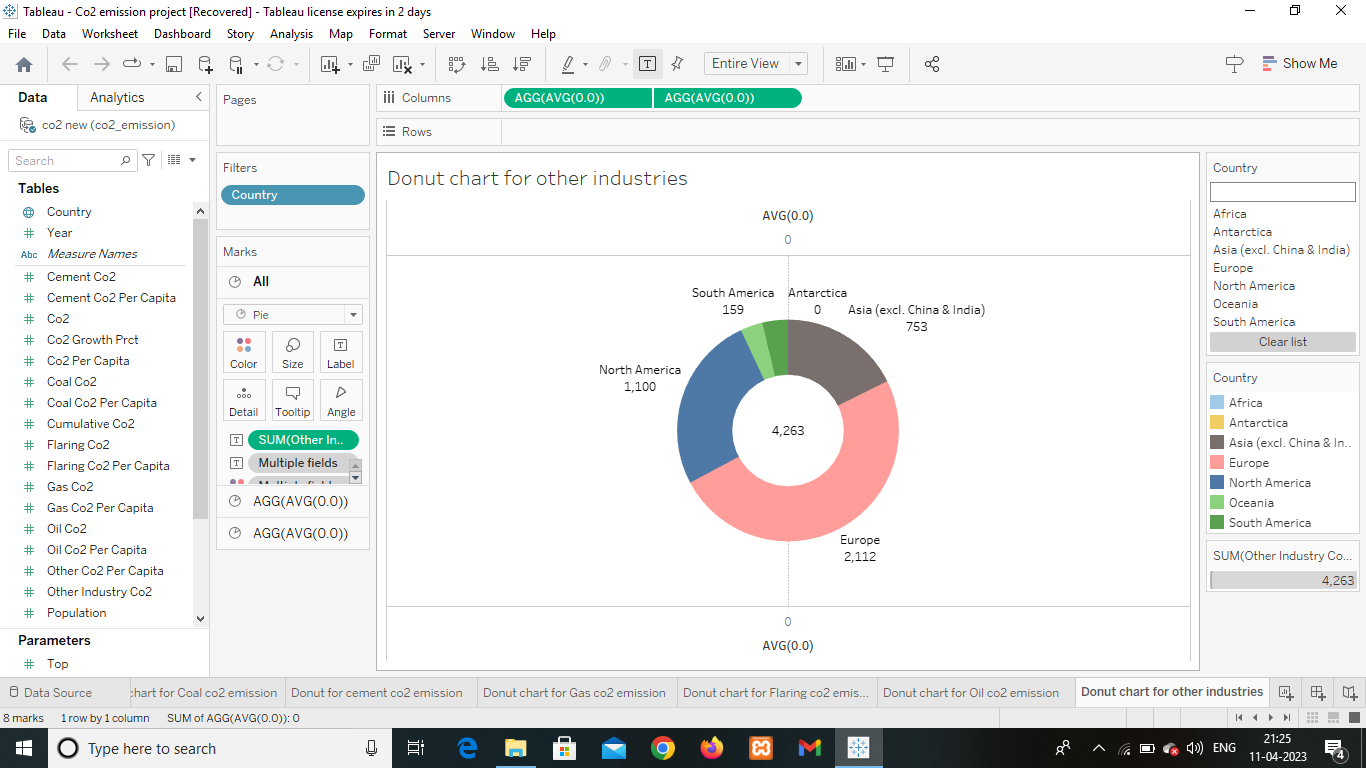 Tableau - Co2 emission project [Recovered] - Tableau license expires in 2 days
File Data Worksheet Dashboard Story Analysis Map Format Server Window Help
Entire View
Show Me
Data Analytics
co2 new (co2_emission)
Search
Tables
Country
Year
Abc Measure Names
Cement Co2
Cement Co2 Per Capita
Co2
Co2 Growth Prct
Co2 Per Capita
Coal Co2
Coal Co2 Per Capita
Cumulative Co2
Flaring Co2
Flaring Co2 Per Capita
Gas Co2
Gas Co2 Per Capita
Oil Co2
Oil Co2 Per Capita
Other Co2 Per Capita
Other Industry Co2
Population
Parameters
Top
Pages
Filters
Country
Marks
All
Pie
Color Size Label
Detail Tooltip Angle
SUM(Other In..
Multiple fields
AGG(AVG(0.0))
AGG(AVG(0.0))
Columns AGG(AVG(0.0)) AGG(AVG(0.0))
Rows
Donut chart for other industries
AVG(0.0)
0
South America
159
Antarctica
0
Asia (excl. China & India)
753
North America
1,100
4,263
Europe
2,112
0
AVG(0.0)
Country
Africa
Antarctica
Asia (excl. China & India)
Europe
North America
Oceania
South America
Clear list
Country
Africa
Antarctica
Asia (excl. China & In..
Europe
North America
Oceania
South America
SUM(Other Industry Co...
4,263
Data Source hart for Coal co2 emission Donut for cement co2 emission Donut chart for Gas co2 emission Donut chart for Flaring co2 emis... Donut chart for Oil co2 emission Donut chart for other industries
8 marks 1 row by 1 column SUM of AGG(AVG(0.0)): 0
Type here to search
ENG
21:25
11-04-2023
4